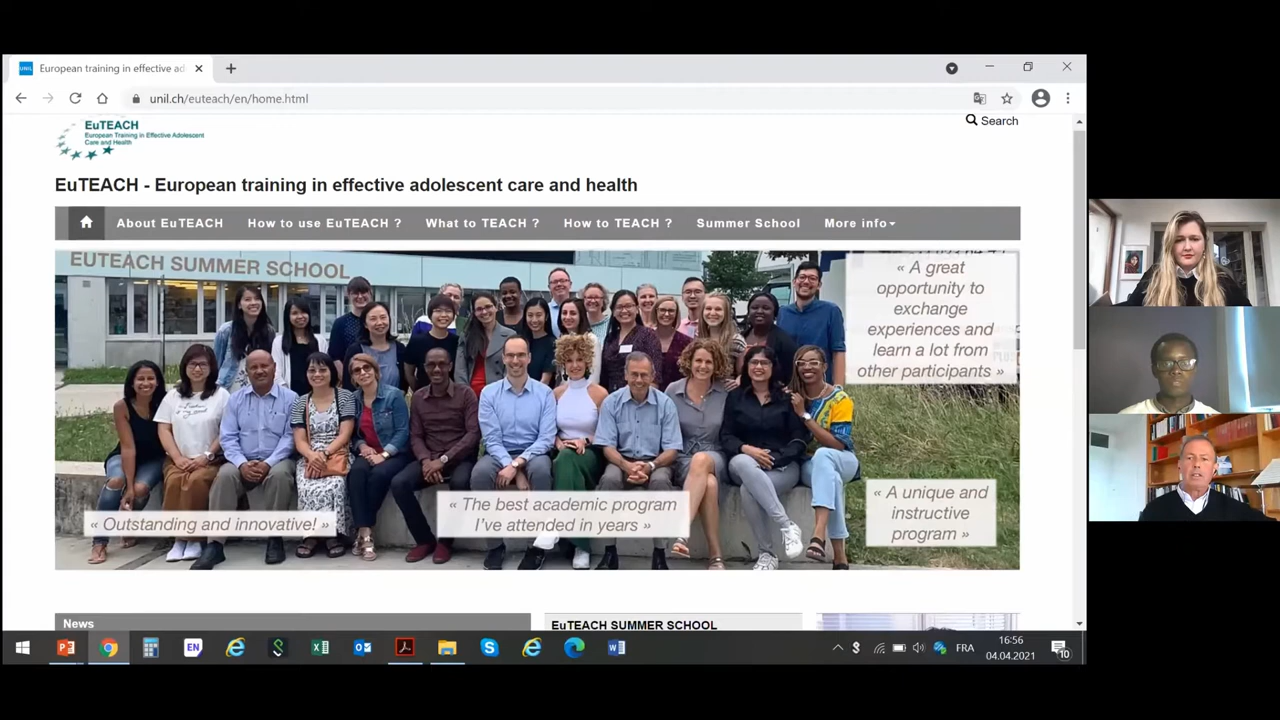 European training in effective ad
unil.ch/euteach/en/home.html
EuTEACH
European Training in Effective Adolescent
Care and Health
Search
EuTEACH - European training in effective adolescent care and health
About EuTEACH
How to use EuTEACH ?
What to TEACH ?
How to TEACH ?
Summer School
More info
EUTEACH SUMMER SCHOOL
« A great
opportunity to
exchange
experiences and
learn a lot from
other participants »
« Outstanding and innovative! »
« The best academic program
I've attended in years »
« A unique and
instructive
program »
News
EuTEACH SUMMER SCHOOL
EN
FRA
16:56
04.04.2021
10